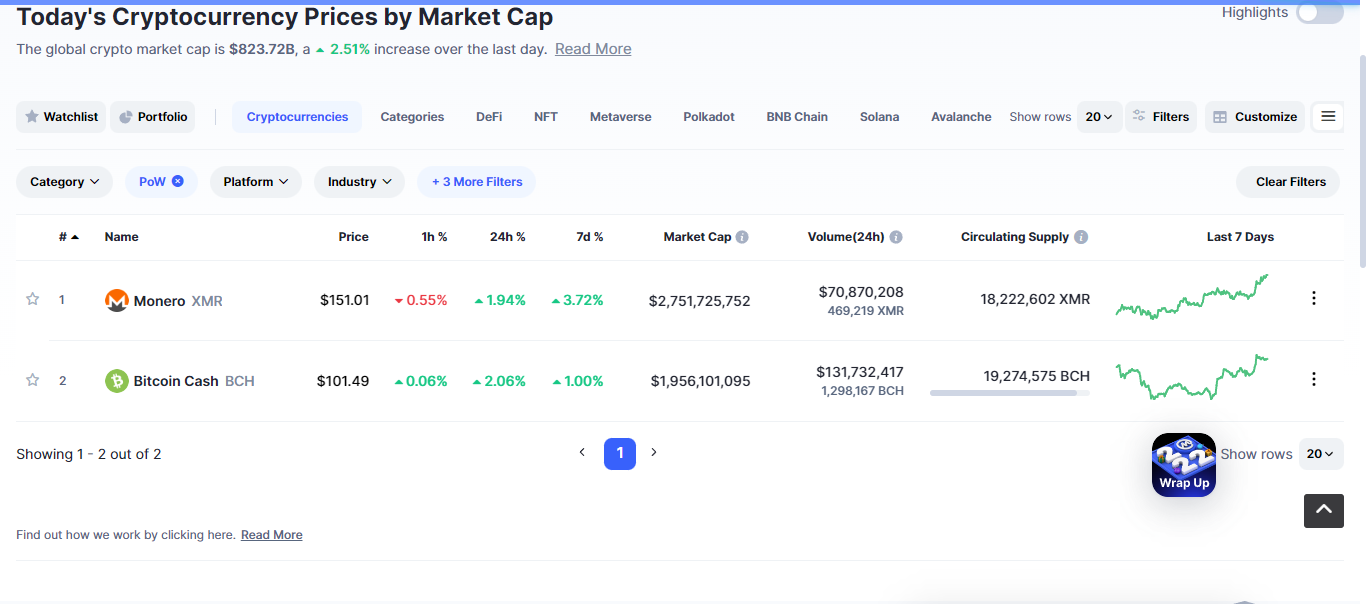 Today's Cryptocurrency Prices by Market Cap
Highlights
The global crypto market cap is $823.72B, a 2.51% increase over the last day. Read More
Watchlist Portfolio Cryptocurrencies Categories DeFi NFT Metaverse Polkadot BNB Chain Solana Avalanche Show rows 20 Filters Customize
Category PoW Platform Industry + 3 More Filters Clear Filters
# Name Price 1h % 24h % 7d % Market Cap Volume(24h) Circulating Supply Last 7 Days
1 Monero XMR $151.01 0.55% 1.94% 3.72% $2,751,725,752 $70,870,208 18,222,602 XMR
469,219 XMR
2 Bitcoin Cash BCH $101.49 0.06% 2.06% 1.00% $1,956,101,095 $131,732,417 19,274,575 BCH
1,298,167 BCH
Showing 1 - 2 out of 2 1 Show rows 20
2022
Wrap Up
Find out how we work by clicking here. Read More